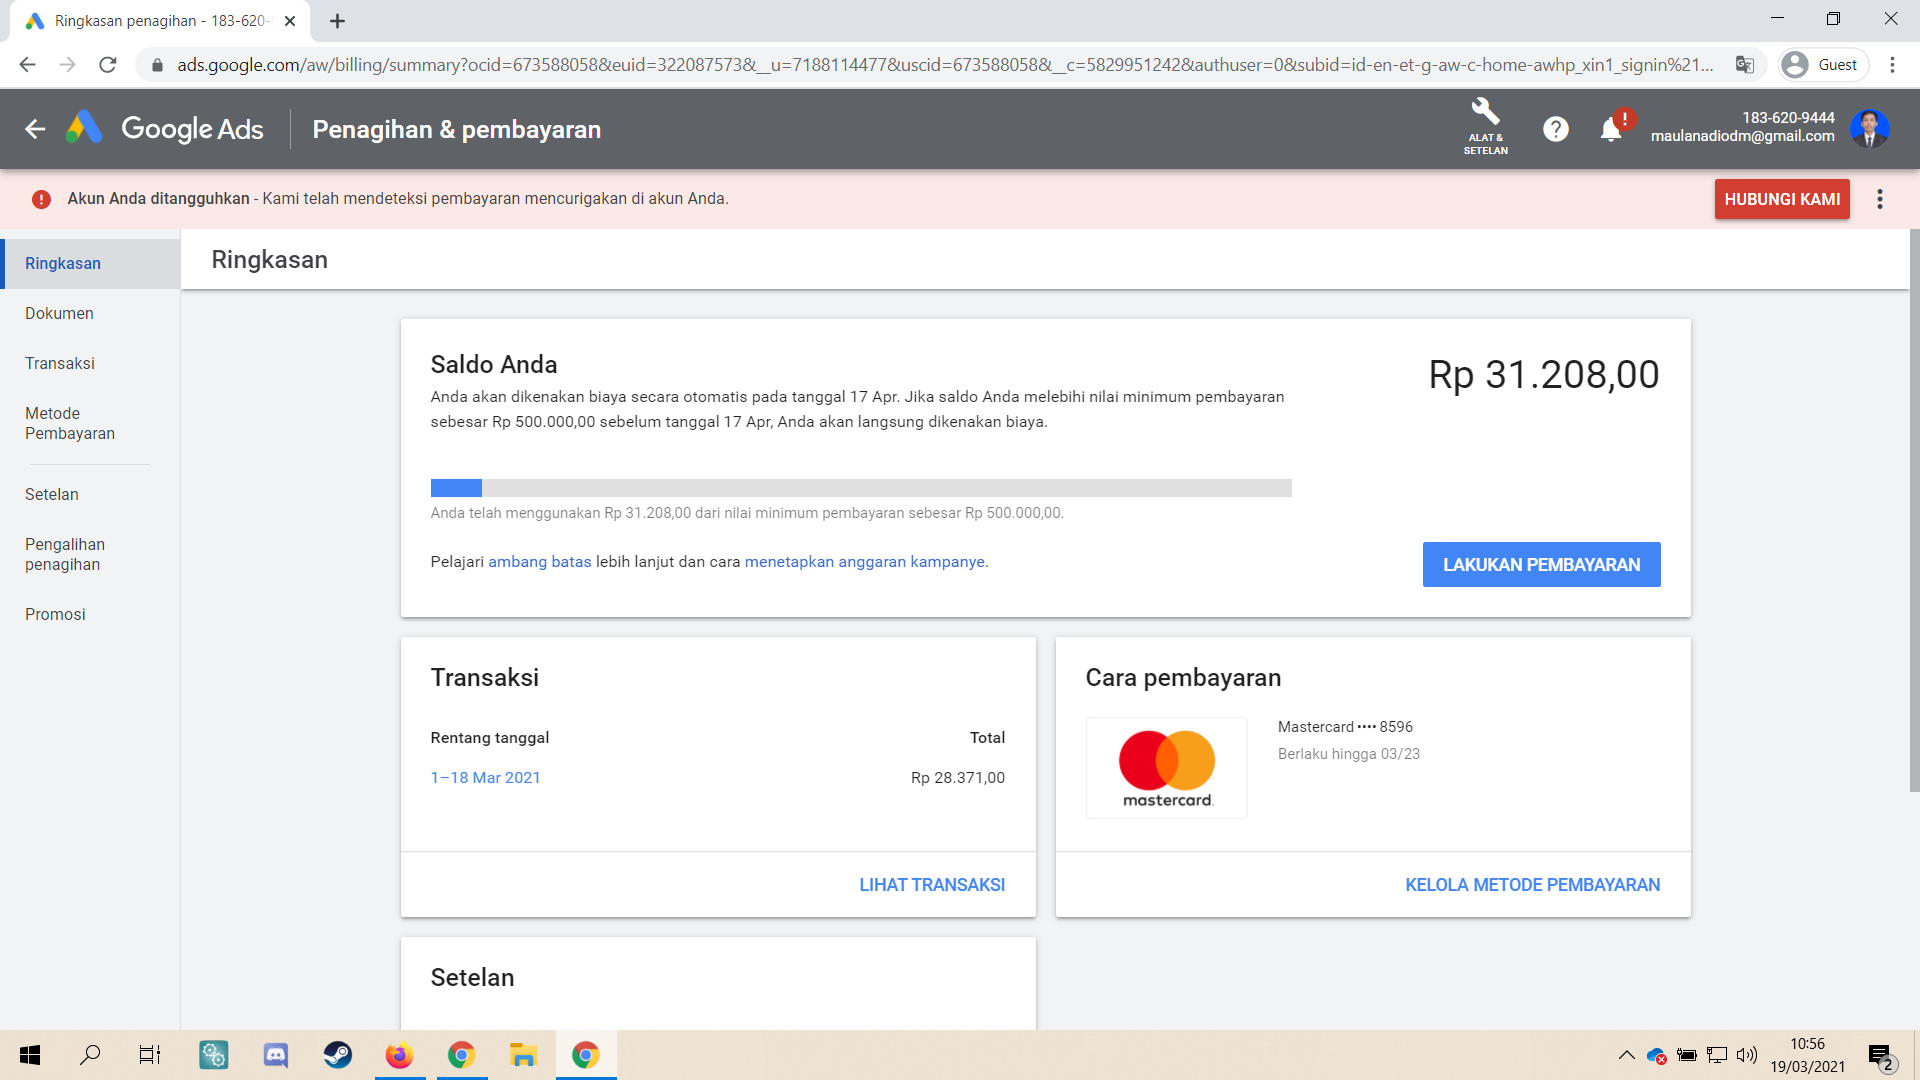 Ringkasan penagihan - 183-620-
ads.google.com/aw/billing/summary?ocid=673588058&euid=322087573&__u=7188114477&uscid=673588058&__c=5829951242&authuser=0&subid=id-en-et-g-aw-c-home-awhp_xin1_signin%21...
Guest
Google Ads
Penagihan & pembayaran
ALAT &
SETELAN
?
!
183-620-9444
maulanadiodm@gmail.com
Akun Anda ditangguhkan - Kami telah mendeteksi pembayaran mencurigakan di akun Anda.
HUBUNGI KAMI
Ringkasan
Dokumen
Transaksi
Metode
Pembayaran
Setelan
Pengalihan
penagihan
Promosi
Ringkasan
Saldo Anda
Rp 31.208,00
Anda akan dikenakan biaya secara otomatis pada tanggal 17 Apr. Jika saldo Anda melebihi nilai minimum pembayaran
sebesar Rp 500.000,00 sebelum tanggal 17 Apr, Anda akan langsung dikenakan biaya.
Anda telah menggunakan Rp 31.208,00 dari nilai minimum pembayaran sebesar Rp 500.000,00.
Pelajari ambang batas lebih lanjut dan cara menetapkan anggaran kampanye.
LAKUKAN PEMBAYARAN
Transaksi
Rentang tanggal
Total
1–18 Mar 2021
Rp 28.371,00
LIHAT TRANSAKSI
Cara pembayaran
mastercard.
Mastercard •••• 8596
Berlaku hingga 03/23
KELOLA METODE PEMBAYARAN
Setelan
10:56
19/03/2021
2